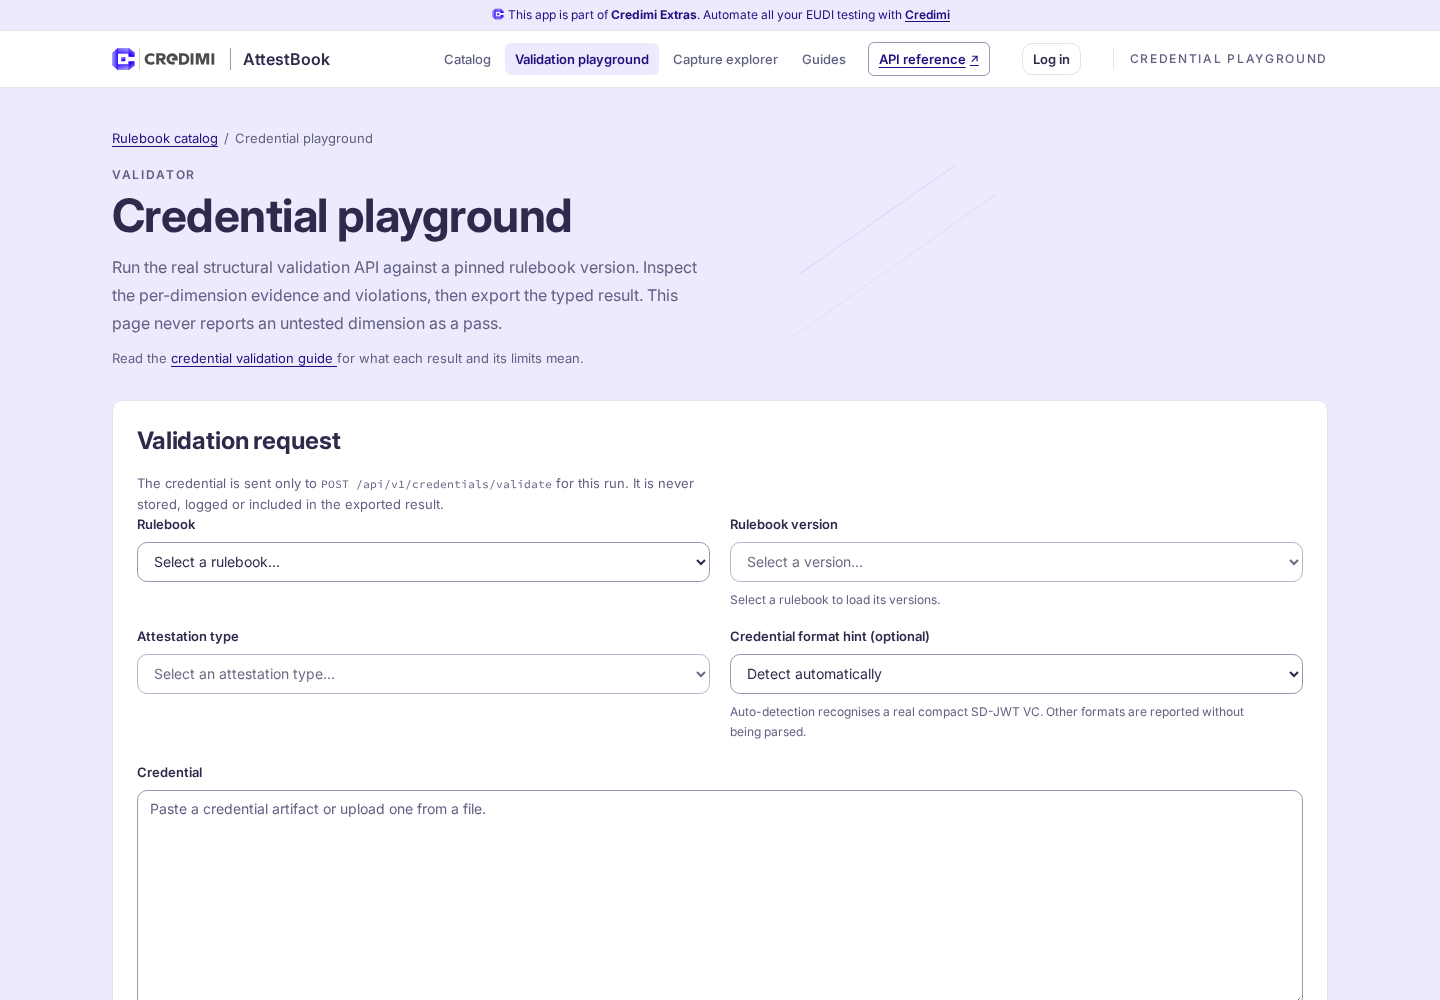 This app is part of Credimi Extras. Automate all your EUDI testing with Credimi
CREDIMI
AttestBook
Catalog
Validation playground
Capture explorer
Guides
API reference ↗
Log in
CREDENTIAL PLAYGROUND
Rulebook catalog / Credential playground
VALIDATOR
Credential playground
Run the real structural validation API against a pinned rulebook version. Inspect
the per-dimension evidence and violations, then export the typed result. This
page never reports an untested dimension as a pass.
Read the credential validation guide for what each result and its limits mean.
Validation request
The credential is sent only to POST /api/v1/credentials/validate for this run. It is never
stored, logged or included in the exported result.
Rulebook
Select a rulebook...
Rulebook version
Select a version...
Select a rulebook to load its versions.
Attestation type
Select an attestation type...
Credential format hint (optional)
Detect automatically
Auto-detection recognises a real compact SD-JWT VC. Other formats are reported without
being parsed.
Credential
Paste a credential artifact or upload one from a file.